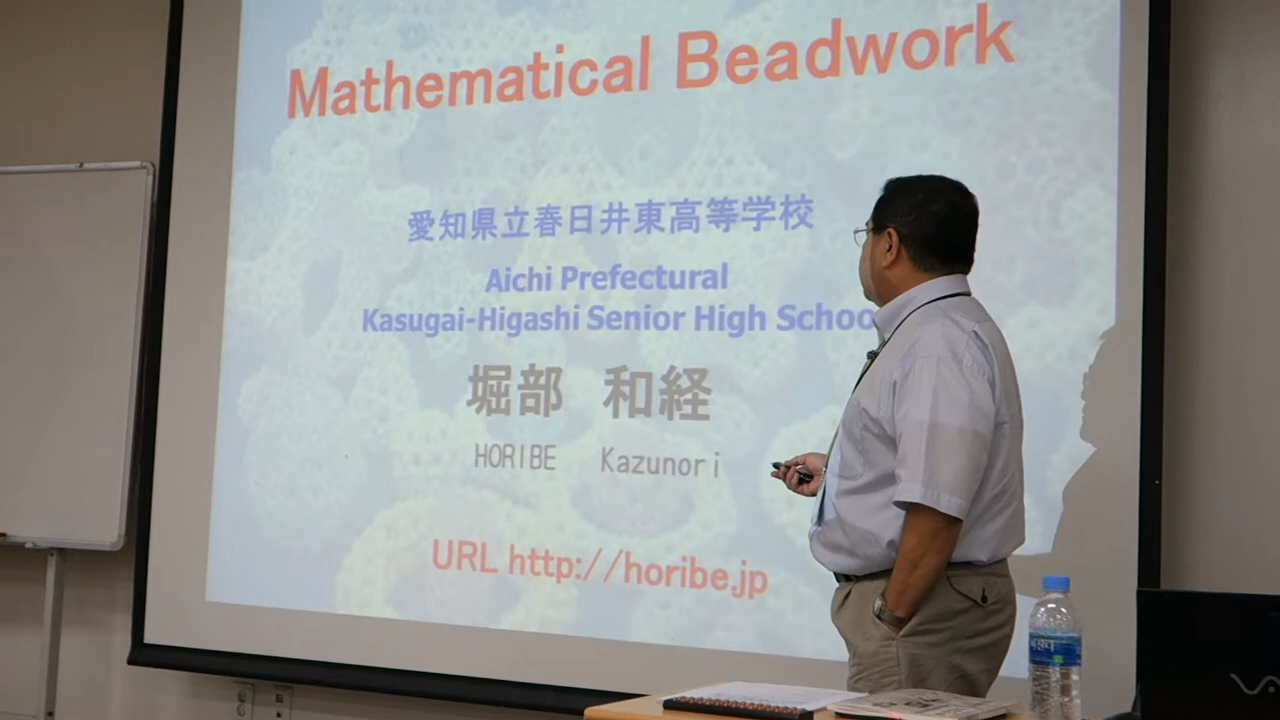 Mathematical Beadwork
愛知県立春日井東高等学校
Aichi Prefectural
Kasugai-Higashi Senior High Schoo
堀部 和経
HORIBE Kazunori
URL http://horibe.jp